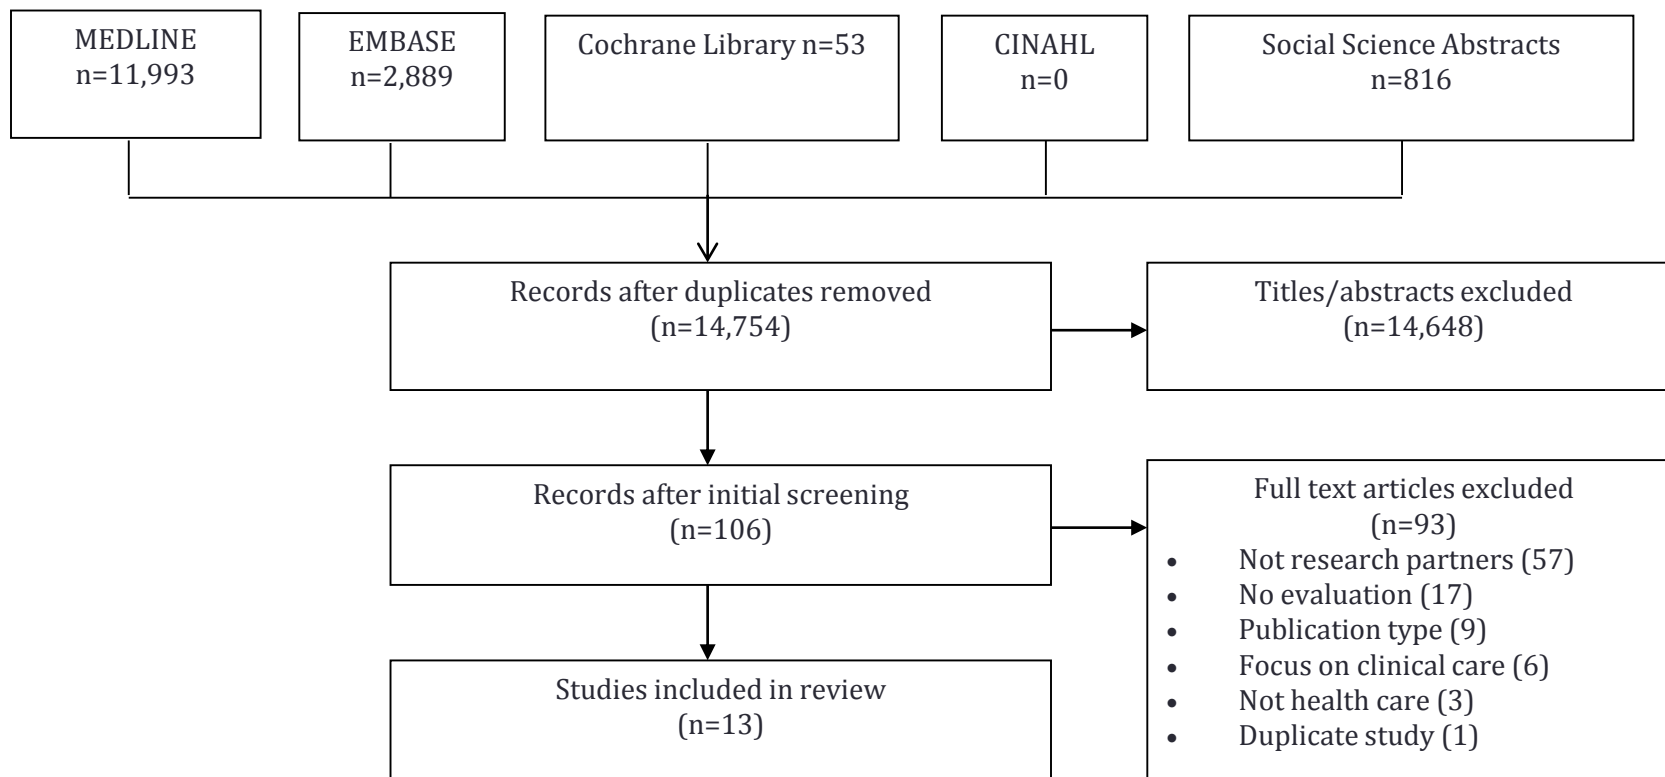 MEDLINE
n=11,993
EMBASE
n=2,889
Cochrane Library n=53
CINAHL
n=0
Social Science Abstracts
n=816
Records after duplicates removed
(n=14,754)
Titles/abstracts excluded
(n=14,648)
Records after initial screening
(n=106)
Full text articles excluded
(n=93)
• Not research partners (57)
• No evaluation (17)
• Publication type (9)
• Focus on clinical care (6)
• Not health care (3)
• Duplicate study (1)
Studies included in review
(n=13)